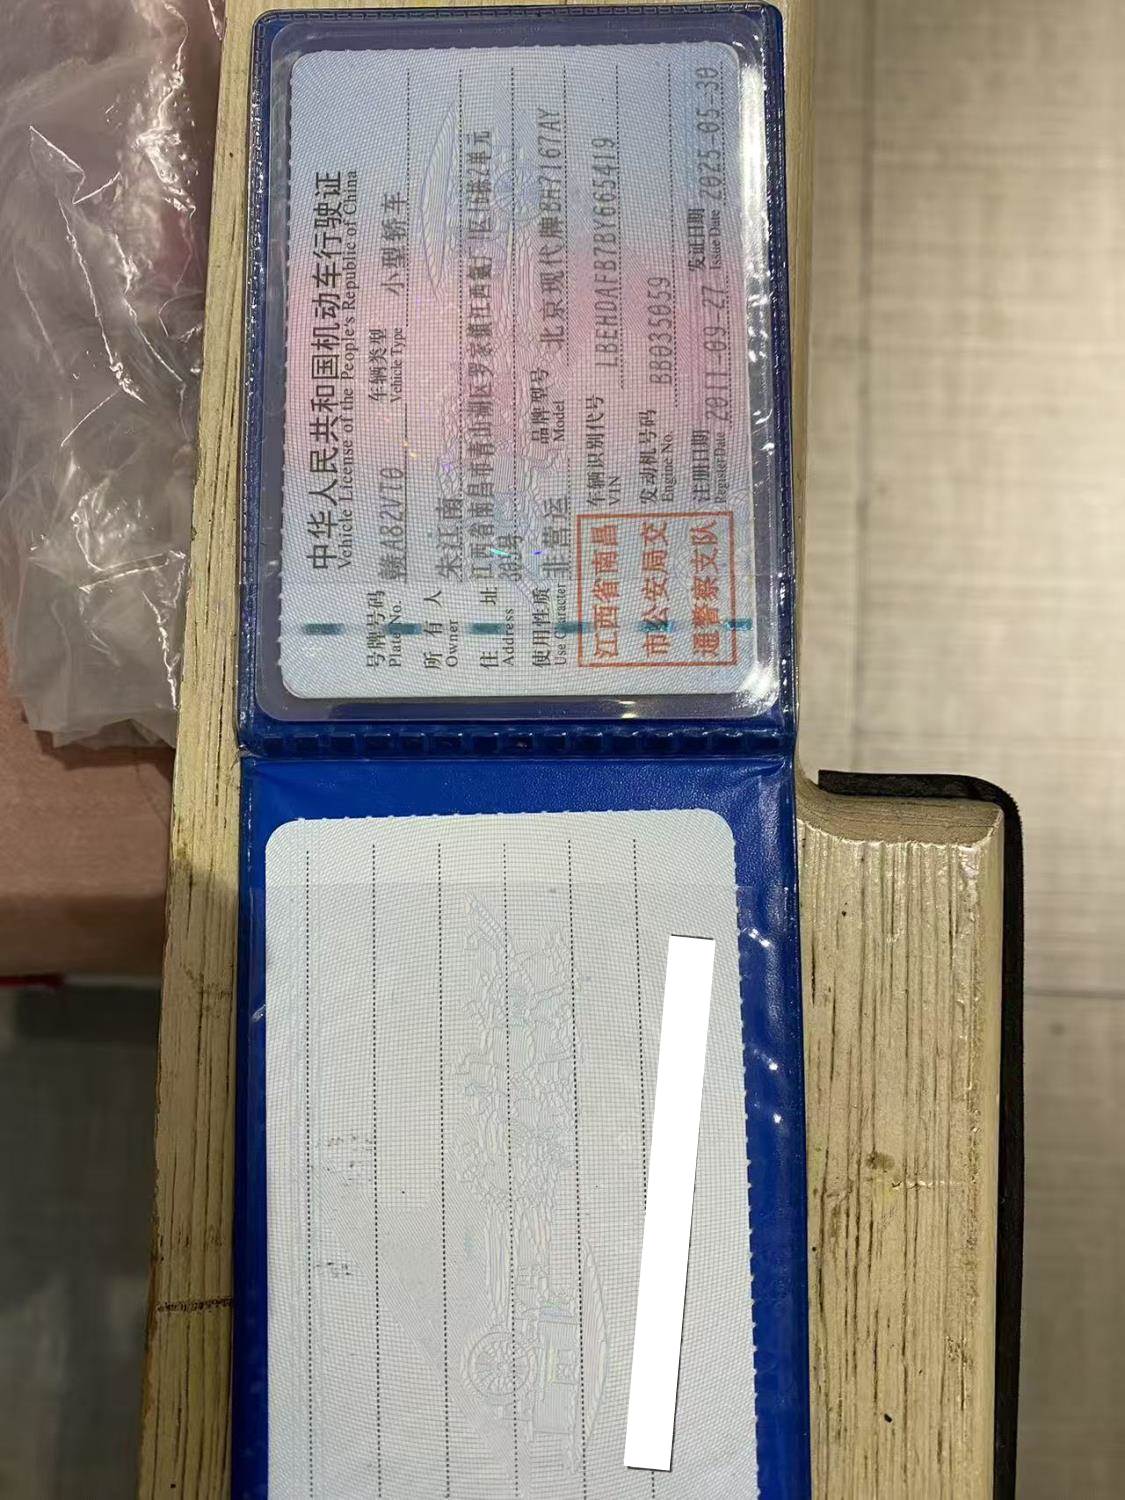 中华人民共和国机动车行驶证
Vehicle License of the People's Republic of China
号牌号码 赣A82VT0 车辆类型 小型轿车
Plate No. Vehicle Type
所有人 朱江南
Owner
住址 江西省南昌市青山湖区罗家镇江西氨厂
Address
使用性质 非营运 品牌型号 北京现代牌BH7167AY
Use Character Model
江西省南昌
市公安局交
通警察支队
车辆识别代号 LBEHDAFB7BY665419
VIN
发动机号码 BB035059
Engine No.
注册日期 2011-09-27 发证日期 2025-05-30
Register Date Issue Date